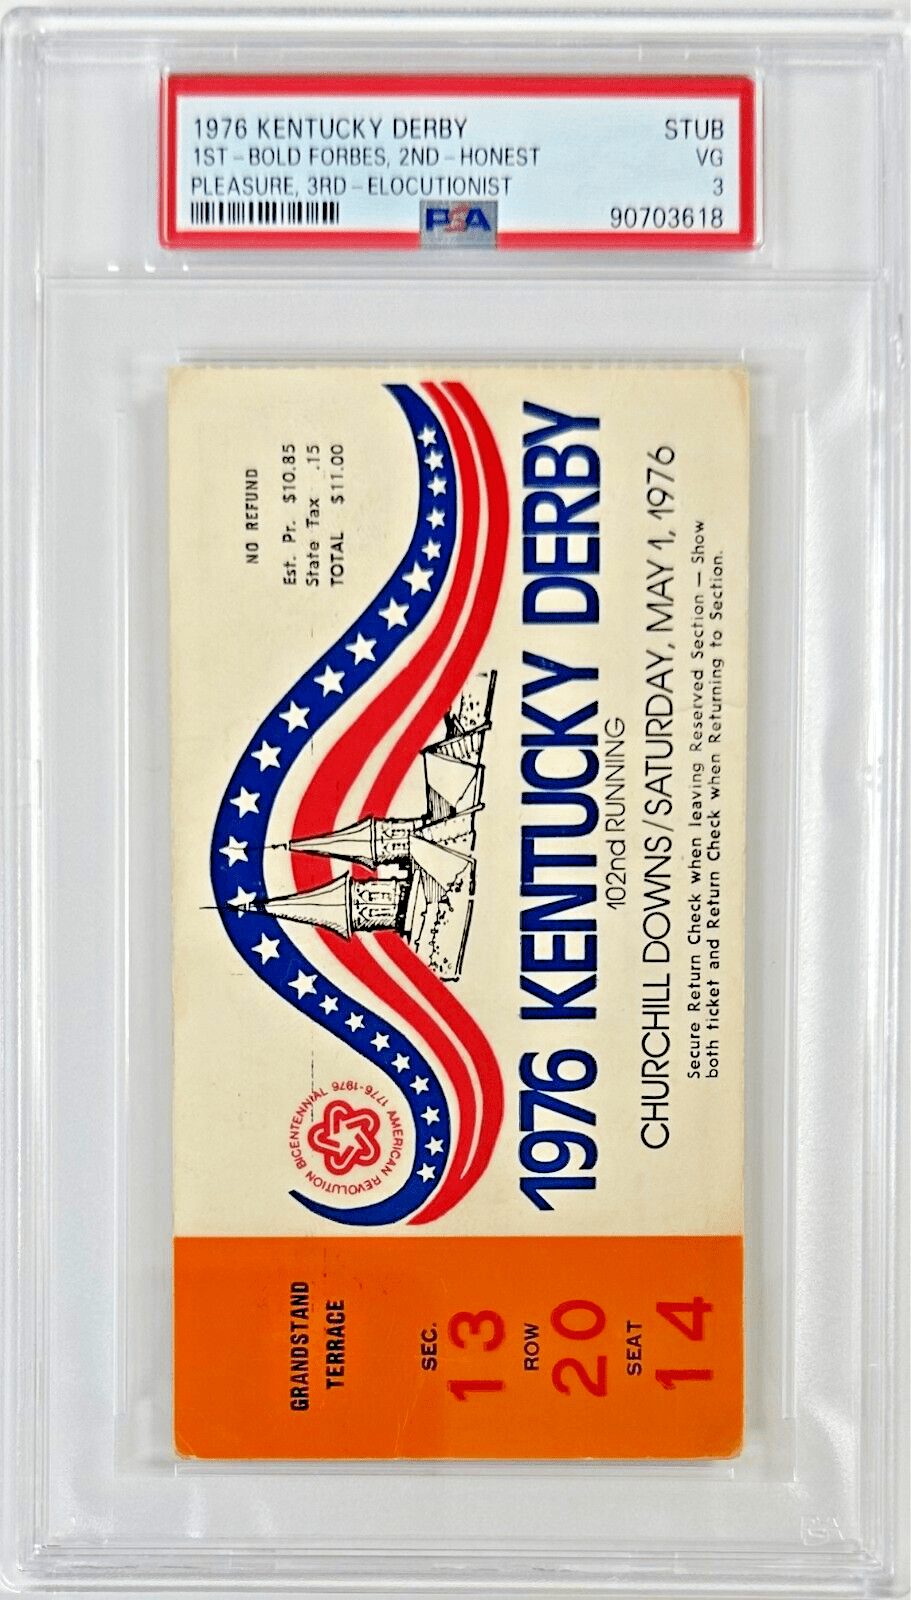 1976 KENTUCKY DERBY STUB
1ST-BOLD FORBES, 2ND-HONEST VG
PLEASURE, 3RD-ELOCUTIONIST 3
PSA 90703618
NO REFUND
Est. Pr. $10.85
State Tax .15
TOTAL $11.00
AMERICAN REVOLUTION BICENTENNIAL 1776-1976
1976 KENTUCKY DERBY
102nd RUNNING
CHURCHILL DOWNS/SATURDAY, MAY 1, 1976
Secure Return Check when leaving Reserved Section — Show
both ticket and Return Check when Returning to Section.
GRANDSTAND
TERRACE
SEC.
13
ROW
20
SEAT
14
PSA